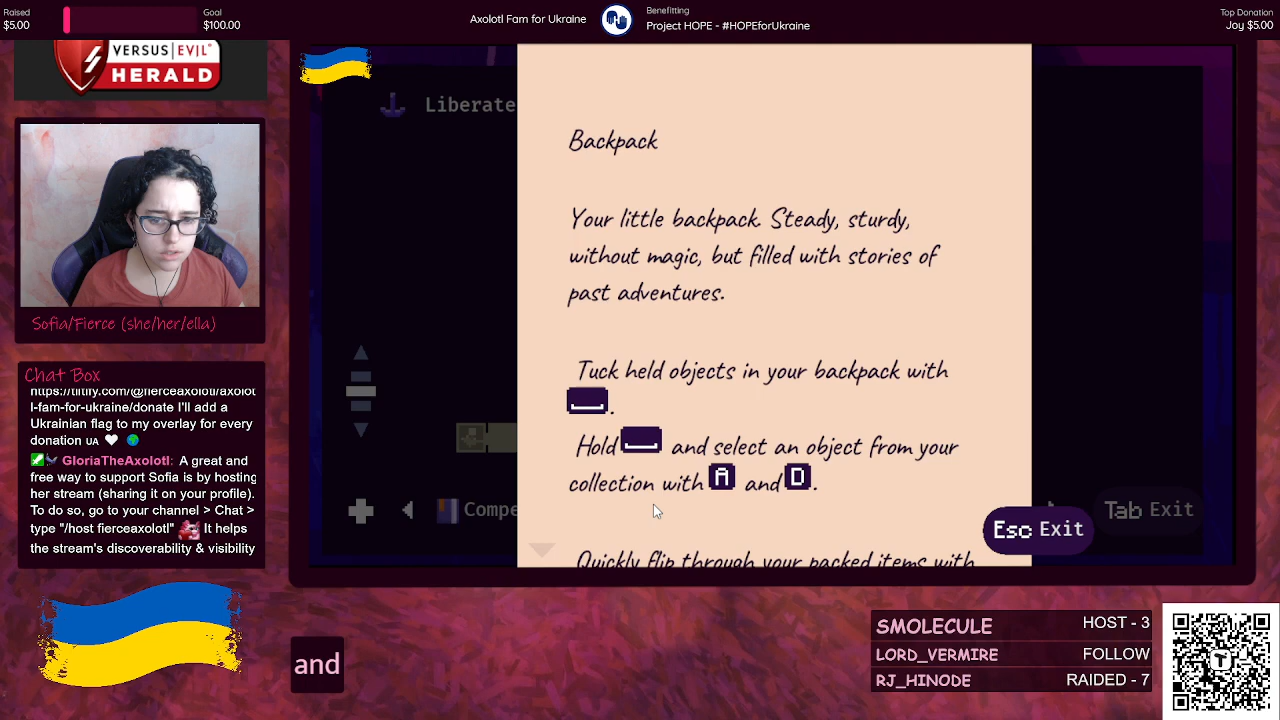 Raised
$5.00
Goal
$100.00
Axolotl Fam for Ukraine
Benefitting
Project HOPE - #HOPEforUkraine
Top Donation
Joy $5.00
VERSUS EVIL
HERALD
Sofia/Fierce (she/her/ella)
Chat Box
https://tiltify.com/@fierceaxolotl/axolot
l-fam-for-ukraine/donate I'll add a
Ukrainian flag to my overlay for every
donation UA
GloriaTheAxolotl: A great and
free way to support Sofia is by hosting
her stream (sharing it on your profile).
To do so, go to your channel > Chat >
type "/host fierceaxolotl" It helps
the stream's discoverability & visibility
Liberate
Backpack
Your little backpack. Steady, sturdy,
without magic, but filled with stories of
past adventures.
Tuck held objects in your backpack with
.
Hold and select an object from your
collection with A and D.
Quickly flip through your packed items with
Compe
Esc Exit
Tab Exit
and
SMOLECULE HOST - 3
LORD_VERMIRE FOLLOW
RJ_HINODE RAIDED - 7
T